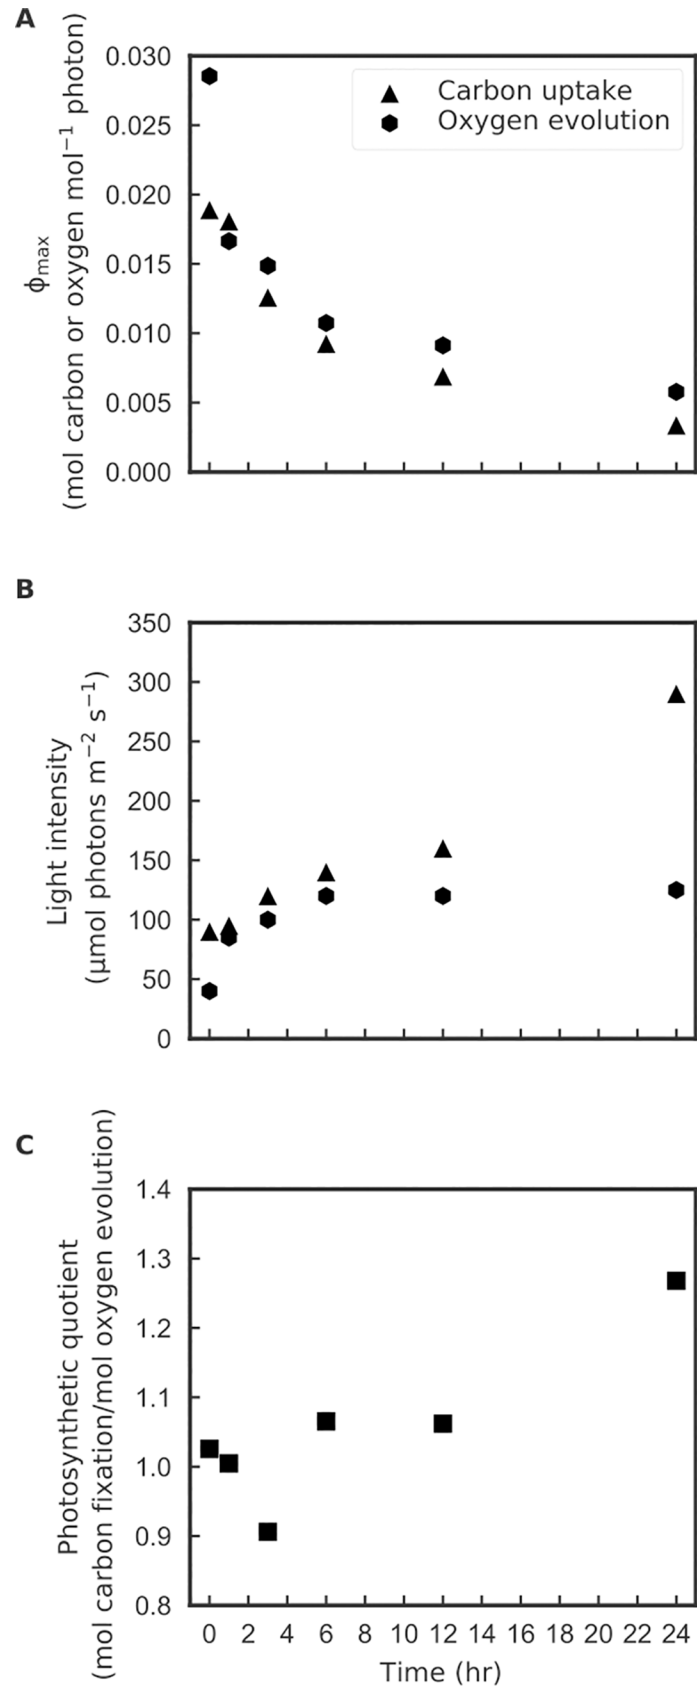 A
ϕmax
(mol carbon or oxygen mol⁻¹ photon)
0.030
0.025
0.020
0.015
0.010
0.005
0.000
Carbon uptake
Oxygen evolution
B
Light intensity
(μmol photons m⁻² s⁻¹)
350
300
250
200
150
100
50
0
C
Photosynthetic quotient
(mol carbon fixation/mol oxygen evolution)
1.4
1.3
1.2
1.1
1.0
0.9
0.8
0 2 4 6 8 10 12 14 16 18 20 22 24
Time (hr)